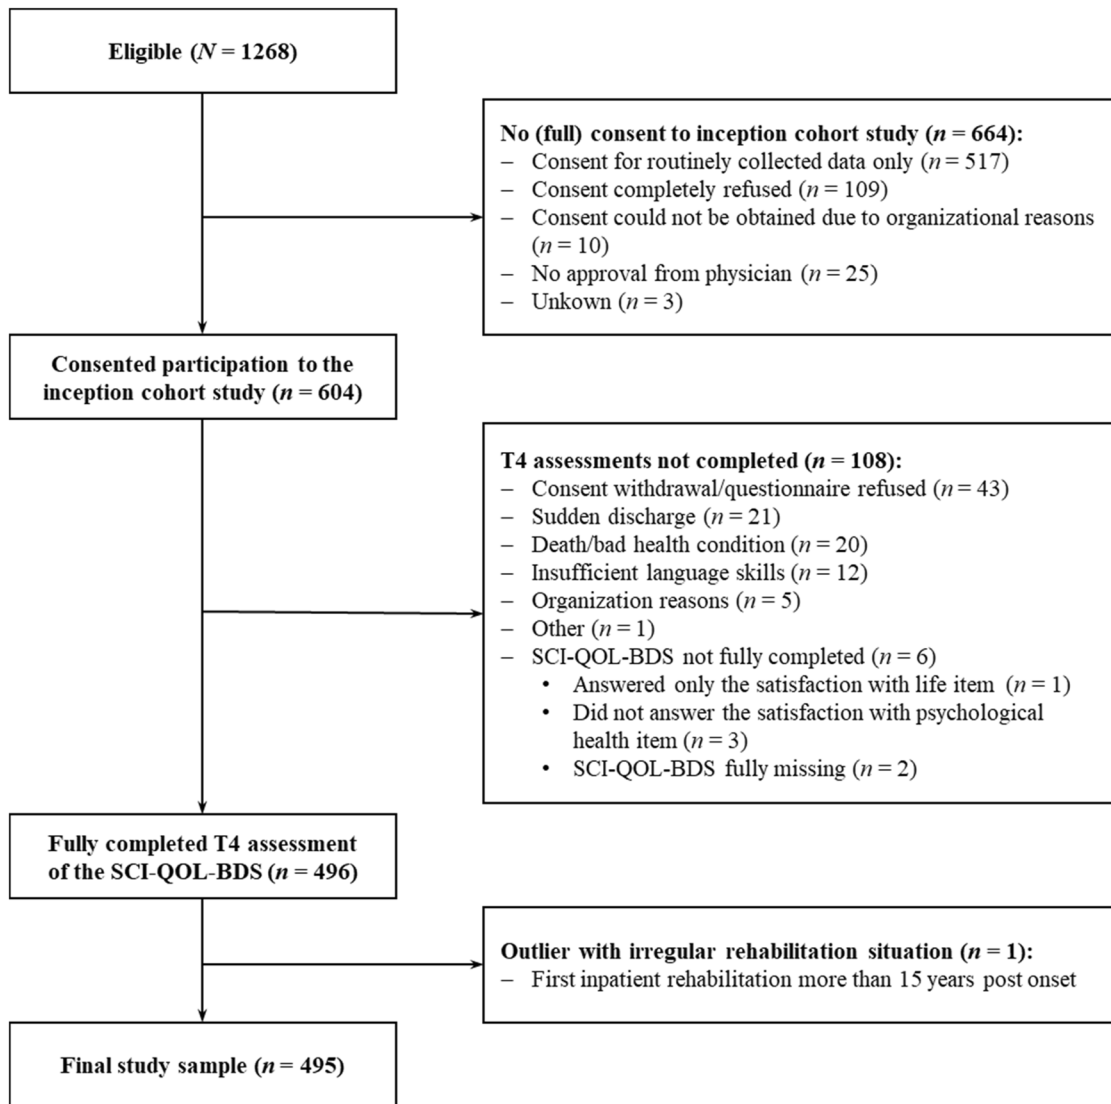 Eligible (N = 1268)
No (full) consent to inception cohort study (n = 664):
– Consent for routinely collected data only (n = 517)
– Consent completely refused (n = 109)
– Consent could not be obtained due to organizational reasons
(n = 10)
– No approval from physician (n = 25)
– Unkown (n = 3)
Consented participation to the
inception cohort study (n = 604)
T4 assessments not completed (n = 108):
– Consent withdrawal/questionnaire refused (n = 43)
– Sudden discharge (n = 21)
– Death/bad health condition (n = 20)
– Insufficient language skills (n = 12)
– Organization reasons (n = 5)
– Other (n = 1)
– SCI-QOL-BDS not fully completed (n = 6)
• Answered only the satisfaction with life item (n = 1)
• Did not answer the satisfaction with psychological
health item (n = 3)
• SCI-QOL-BDS fully missing (n = 2)
Fully completed T4 assessment
of the SCI-QOL-BDS (n = 496)
Outlier with irregular rehabilitation situation (n = 1):
– First inpatient rehabilitation more than 15 years post onset
Final study sample (n = 495)